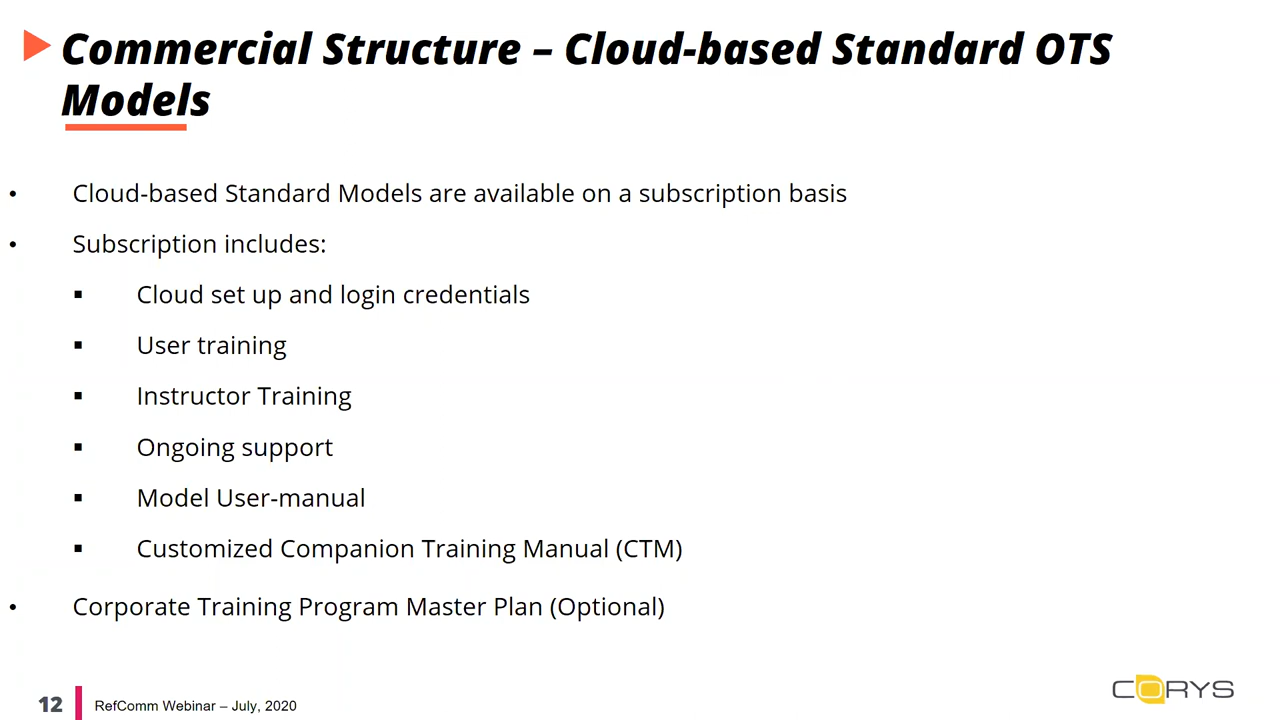 Commercial Structure – Cloud-based Standard OTS
Models
• Cloud-based Standard Models are available on a subscription basis
• Subscription includes:
▪ Cloud set up and login credentials
▪ User training
▪ Instructor Training
▪ Ongoing support
▪ Model User-manual
▪ Customized Companion Training Manual (CTM)
• Corporate Training Program Master Plan (Optional)
12
RefComm Webinar – July, 2020
CORYS